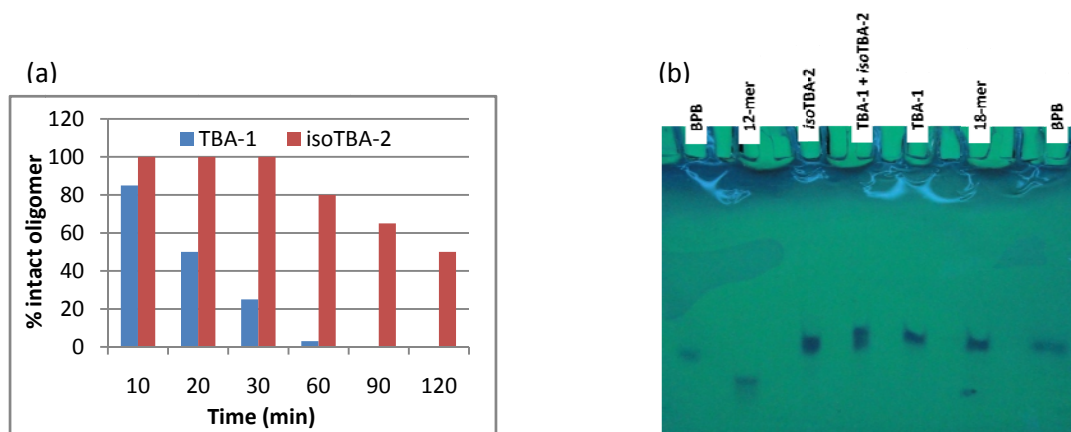 (a)
120
100
80
60
40
20
0
% intact oligomer
TBA-1
isoTBA-2
10 20 30 60 90 120
Time (min)
(b)
BPB
12-mer
isoTBA-2
TBA-1 + isoTBA-2
TBA-1
18-mer
BPB